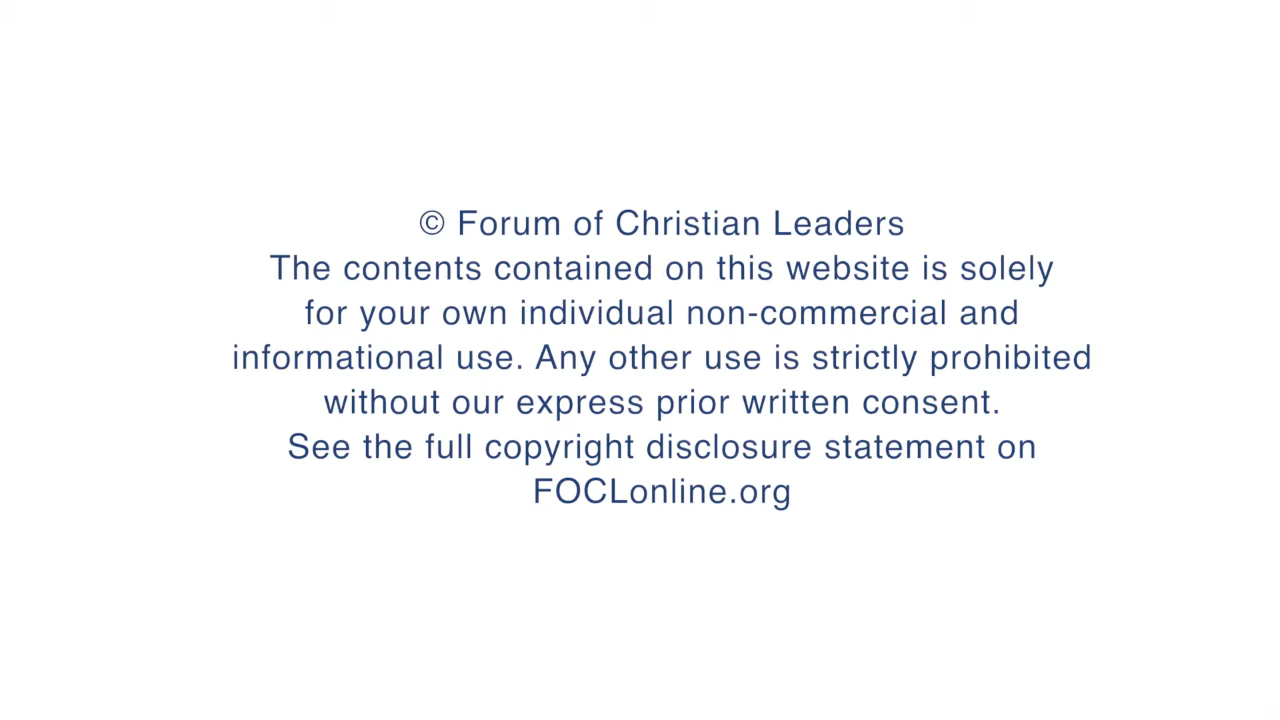 © Forum of Christian Leaders
The contents contained on this website is solely
for your own individual non-commercial and
informational use. Any other use is strictly prohibited
without our express prior written consent.
See the full copyright disclosure statement on
FOCLonline.org